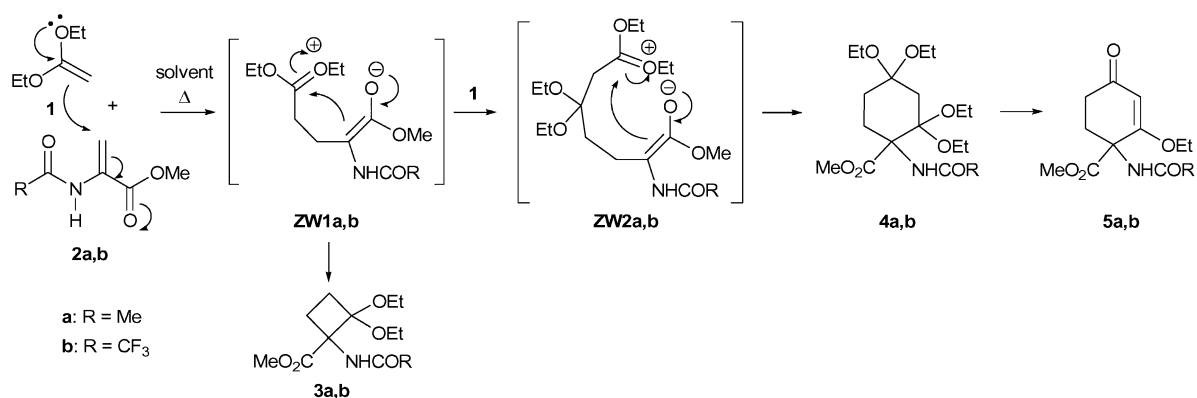 OEt
EtO
1
+
O
R
N
H
OMe
O
2a,b
a: R = Me
b: R = CF3
solvent
Δ
EtO
⊕
OEt
O
⊖
OMe
NHCOR
ZW1a,b
OEt
OEt
MeO2C
NHCOR
3a,b
1
OEt
⊕
OEt
EtO
EtO
O
⊖
OMe
NHCOR
ZW2a,b
EtO
OEt
OEt
OEt
MeO2C
NHCOR
4a,b
O
OEt
MeO2C
NHCOR
5a,b